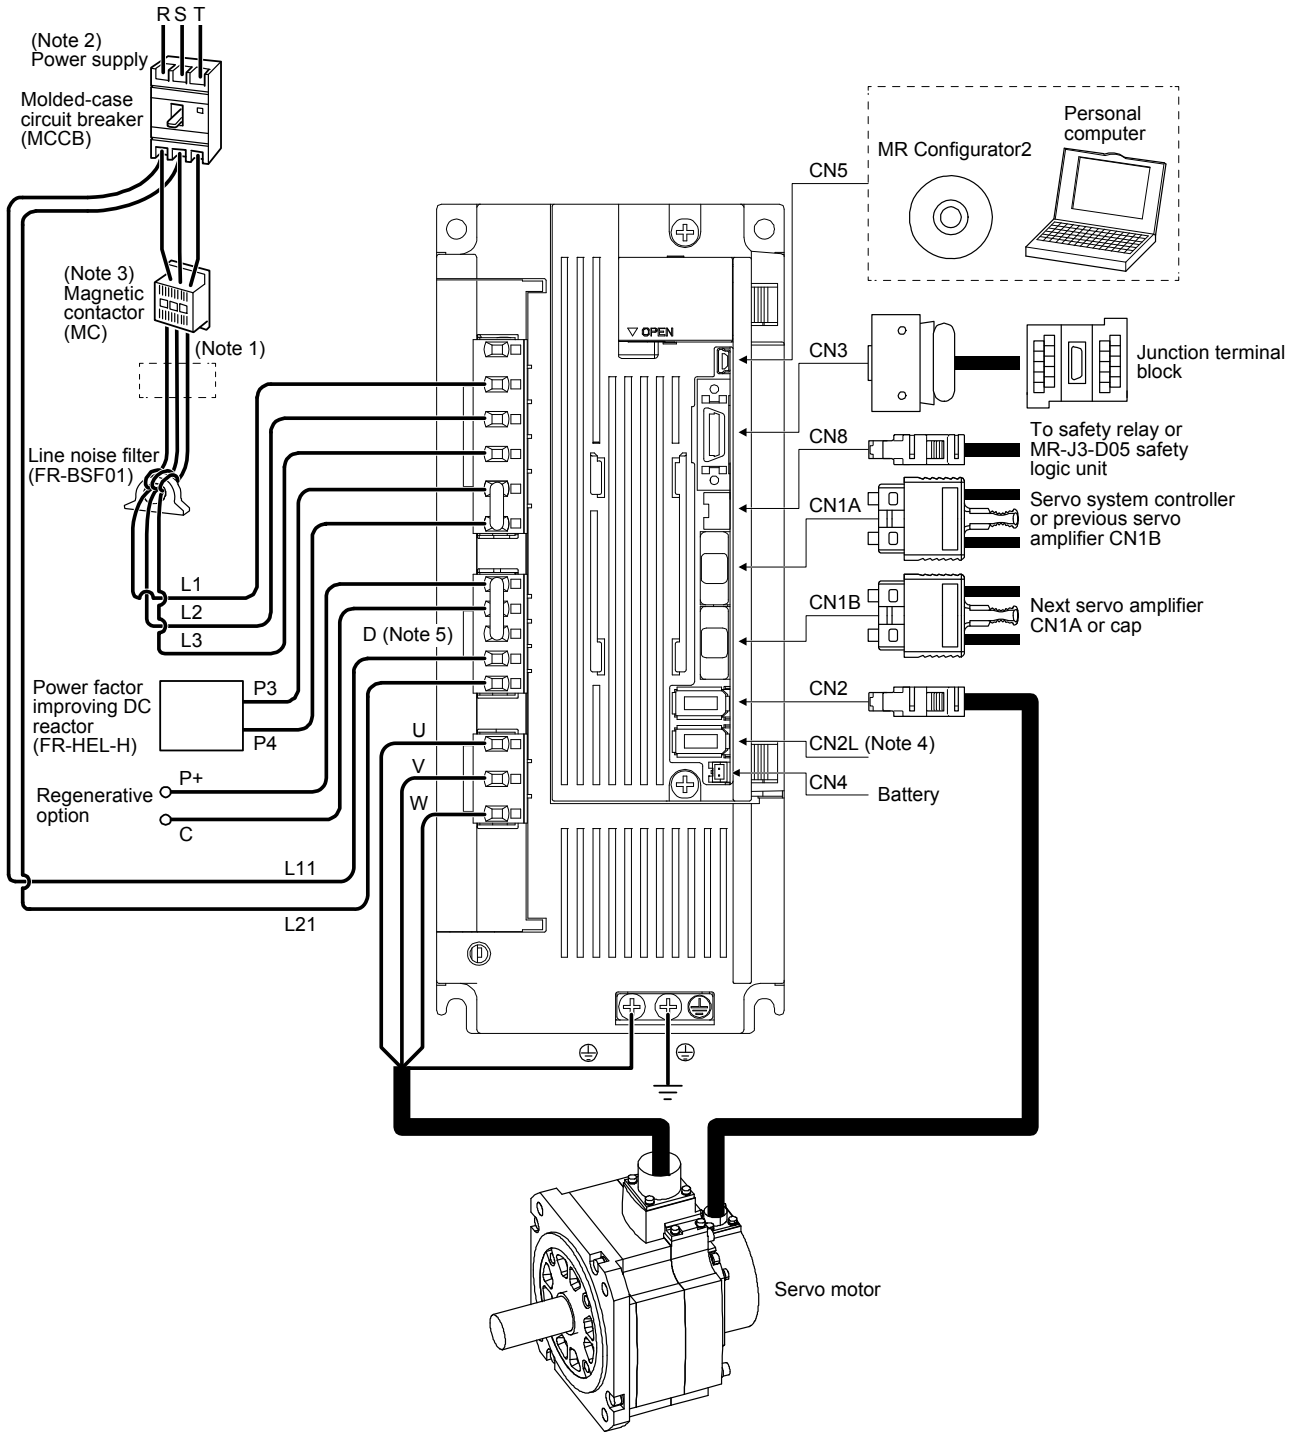 R S T
(Note 2)
Power supply
Molded-case
circuit breaker
(MCCB)
(Note 3)
Magnetic
contactor
(MC)
(Note 1)
Line noise filter
(FR-BSF01)
L1
L2
L3
Power factor
improving DC
reactor
(FR-HEL-H)
P3
P4
Regenerative
option
P+
C
L11
L21
D (Note 5)
U
V
W
▽ OPEN
CN5
MR Configurator2
Personal
computer
CN3
Junction terminal
block
CN8
To safety relay or
MR-J3-D05 safety
logic unit
CN1A
Servo system controller
or previous servo
amplifier CN1B
CN1B
Next servo amplifier
CN1A or cap
CN2
CN2L (Note 4)
CN4
Battery
Servo motor